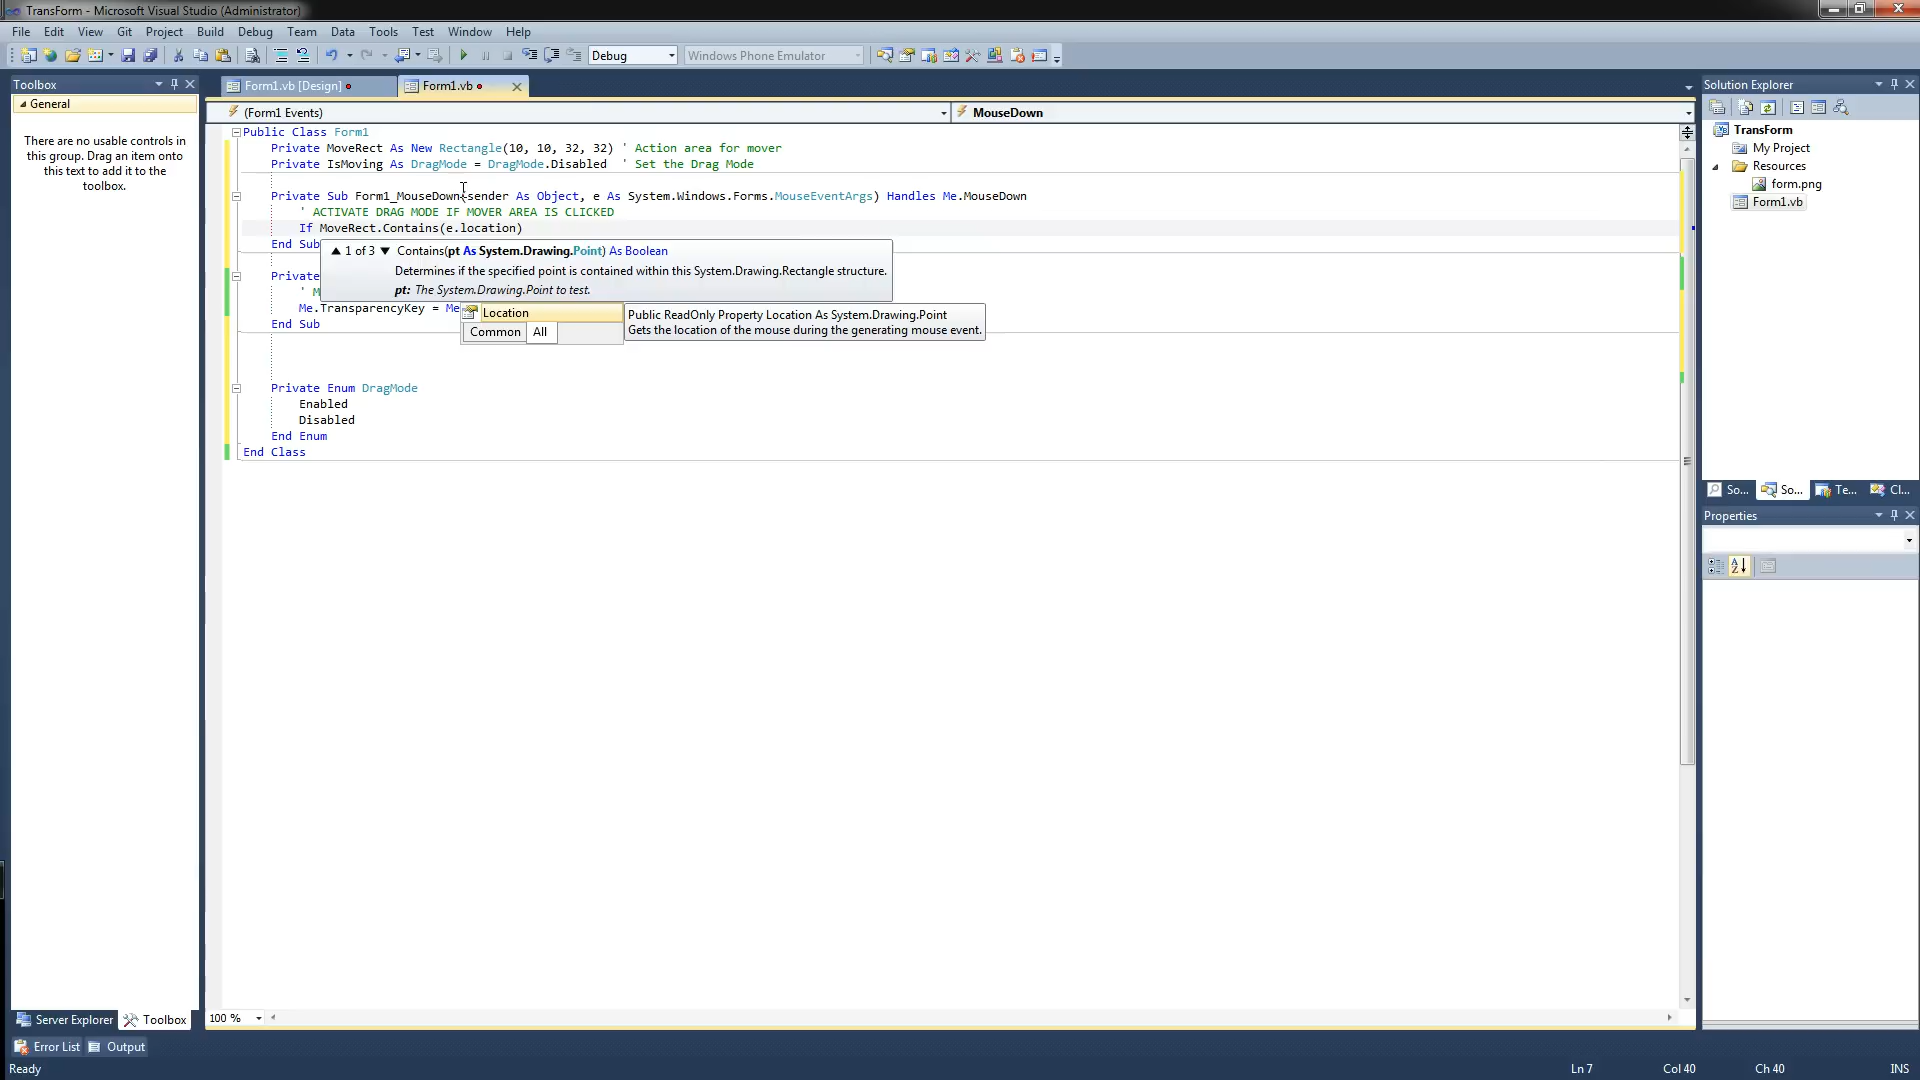 TransForm - Microsoft Visual Studio (Administrator)
File Edit View Git Project Build Debug Team Data Tools Test Window Help
Debug Windows Phone Emulator
Toolbox
General
There are no usable controls in
this group. Drag an item onto
this text to add it to the
toolbox.
Form1.vb [Design] Form1.vb
(Form1 Events) MouseDown
Public Class Form1
Private MoveRect As New Rectangle(10, 10, 32, 32) ' Action area for mover
Private IsMoving As DragMode = DragMode.Disabled ' Set the Drag Mode
Private Sub Form1_MouseDown(sender As Object, e As System.Windows.Forms.MouseEventArgs) Handles Me.MouseDown
' ACTIVATE DRAG MODE IF MOVER AREA IS CLICKED
If MoveRect.Contains(e.location)
End Sub
1 of 3 Contains(pt As System.Drawing.Point) As Boolean
Determines if the specified point is contained within this System.Drawing.Rectangle structure.
pt: The System.Drawing.Point to test.
Private
' M
Me.TransparencyKey = Me
End Sub
Location
Common All
Public ReadOnly Property Location As System.Drawing.Point
Gets the location of the mouse during the generating mouse event.
Private Enum DragMode
Enabled
Disabled
End Enum
End Class
100 %
Solution Explorer
TransForm
My Project
Resources
form.png
Form1.vb
So... So... Te... Cl...
Properties
Server Explorer Toolbox
Error List Output
Ready Ln 7 Col 40 Ch 40 INS